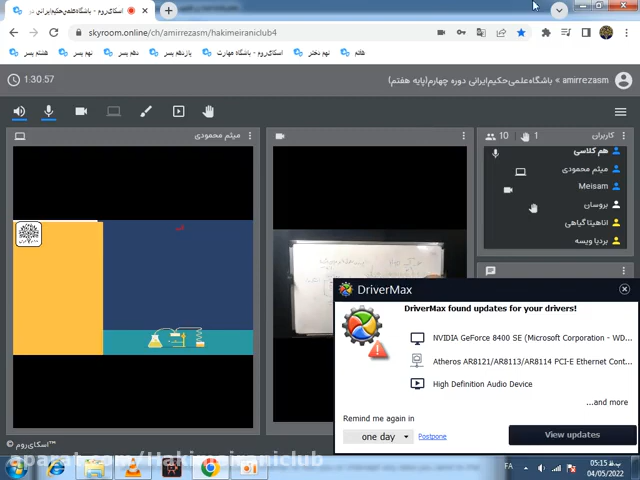 اسکای‌روم - باشگاه‌علمی‌حکیم‌ایرانی د
skyroom.online/ch/amirrezasm/hakimeiraniclub4
هفتم
نهم دختر
اسکای‌روم - باشگاه مهارت
یازدهم پسر
دهم پسر
نهم پسر
هشتم پسر
1.30.57
amirrezasm » باشگاه‌علمی‌حکیم‌ایرانی دوره چهارم(پایه هفتم)
میثم محمودی
کاربران
1
10
هم کلاسی
میثم محمودی
Meisam
بروسان
آناهیتا گیاهی
بردیا ویسه
DriverMax
DriverMax found updates for your drivers!
NVIDIA GeForce 8400 SE (Microsoft Corporation - WD...
Atheros AR8121/AR8113/AR8114 PCI-E Ethernet Cont...
High Definition Audio Device
...and more
Remind me again in
one day
Postpone
View updates
© اسکای‌روم™
aparat.com/Hakimeiraniclub
FA
05:15 ب.ظ
04/05/2022